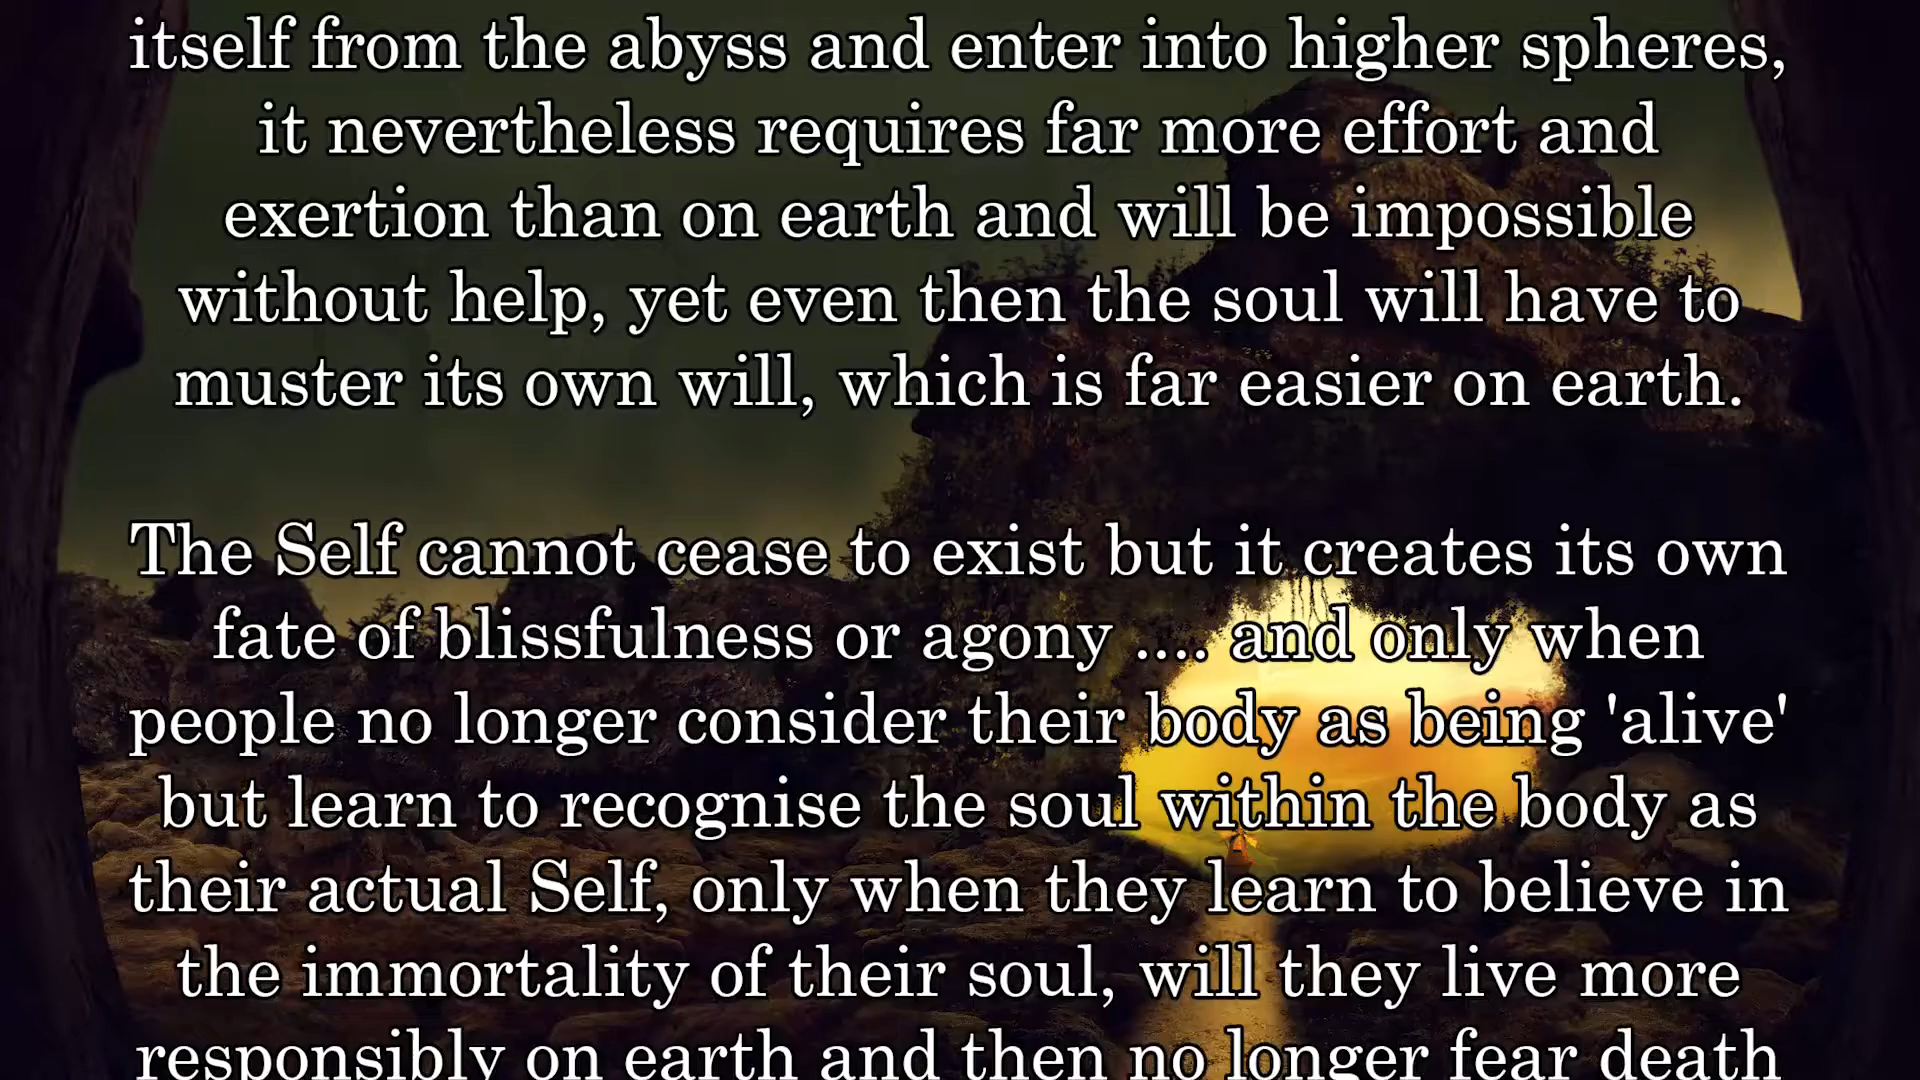 itself from the abyss and enter into higher spheres,
it nevertheless requires far more effort and
exertion than on earth and will be impossible
without help, yet even then the soul will have to
muster its own will, which is far easier on earth.
The Self cannot cease to exist but it creates its own
fate of blissfulness or agony .... and only when
people no longer consider their body as being 'alive'
but learn to recognise the soul within the body as
their actual Self, only when they learn to believe in
the immortality of their soul, will they live more
responsibly on earth and then no longer fear death